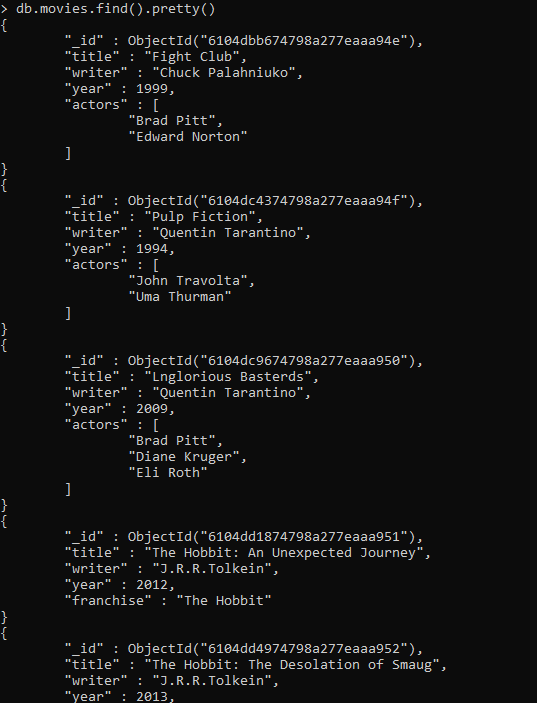 > db.movies.find().pretty()
{
"_id" : ObjectId("6104dbb674798a277eaaa94e"),
"title" : "Fight Club",
"writer" : "Chuck Palahniuko",
"year" : 1999,
"actors" : [
"Brad Pitt",
"Edward Norton"
]
}
{
"_id" : ObjectId("6104dc4374798a277eaaa94f"),
"title" : "Pulp Fiction",
"writer" : "Quentin Tarantino",
"year" : 1994,
"actors" : [
"John Travolta",
"Uma Thurman"
]
}
{
"_id" : ObjectId("6104dc9674798a277eaaa950"),
"title" : "Lnglorious Basterds",
"writer" : "Quentin Tarantino",
"year" : 2009,
"actors" : [
"Brad Pitt",
"Diane Kruger",
"Eli Roth"
]
}
{
"_id" : ObjectId("6104dd1874798a277eaaa951"),
"title" : "The Hobbit: An Unexpected Journey",
"writer" : "J.R.R.Tolkein",
"year" : 2012,
"franchise" : "The Hobbit"
}
{
"_id" : ObjectId("6104dd4974798a277eaaa952"),
"title" : "The Hobbit: The Desolation of Smaug",
"writer" : "J.R.R.Tolkein",
"year" : 2013,